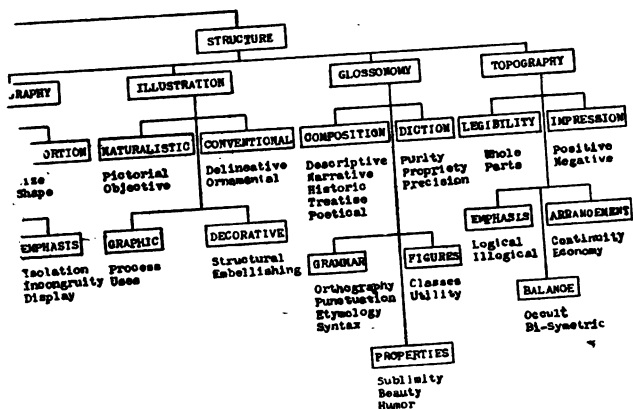 STRUCTURE
RAPHY
ILLUSTRATION
GLOSSONOMY
TOPOGRAPHY
ORTION
NATURALISTIC
CONVENTIONAL
COMPOSITION
DICTION
LEGIBILITY
IMPRESSION
ize
Shape
Pictorial
Objective
Delineative
Ornamental
Descriptive
Narrative
Historic
Treatise
Poetical
Purity
Propriety
Precision
Whole
Parts
Positive
Negative
EMPHASIS
GRAPHIC
DECORATIVE
GRAMMAR
FIGURES
EMPHASIS
ARRANGEMENT
Isolation
Incongruity
Display
Process
Uses
Structural
Embellishing
Orthography
Punctuation
Etymology
Syntax
Classes
Utility
Logical
Illogical
Continuity
Economy
BALANCE
Occult
Bi-Symetric
PROPERTIES
Sublimity
Beauty
Humor